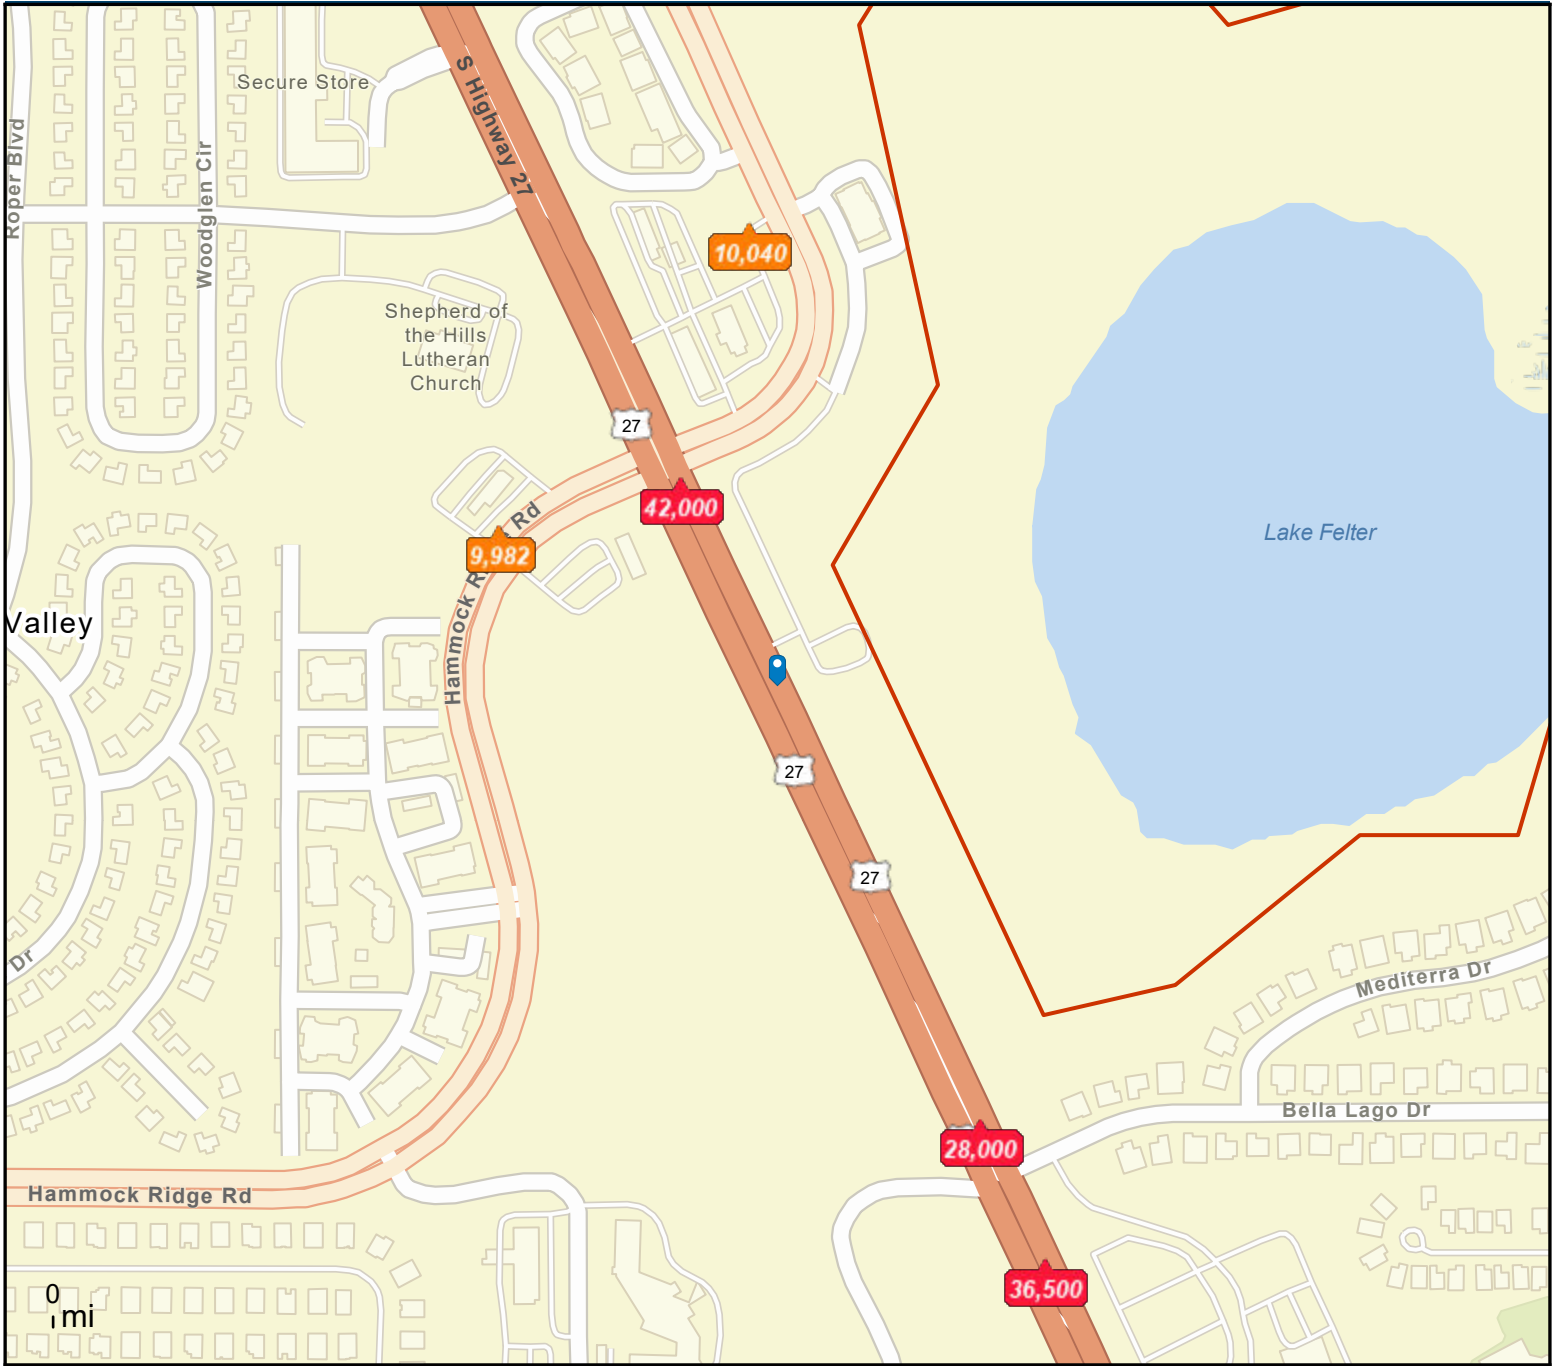 Secure Store
S Highway 27
Roper Blvd
Woodglen Cir
10,040
Shepherd of
the Hills
Lutheran
Church
27
42,000
Rd
9,982
Lake Felter
Hammock R
Valley
27
27
Dr
Mediterra Dr
Bella Lago Dr
28,000
Hammock Ridge Rd
36,500
0
mi